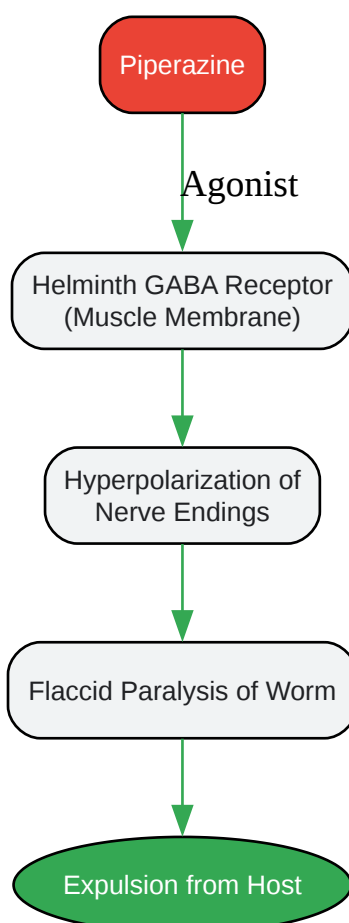 Piperazine
Agonist
Helminth GABA Receptor
(Muscle Membrane)
Hyperpolarization of
Nerve Endings
Flaccid Paralysis of Worm
Expulsion from Host